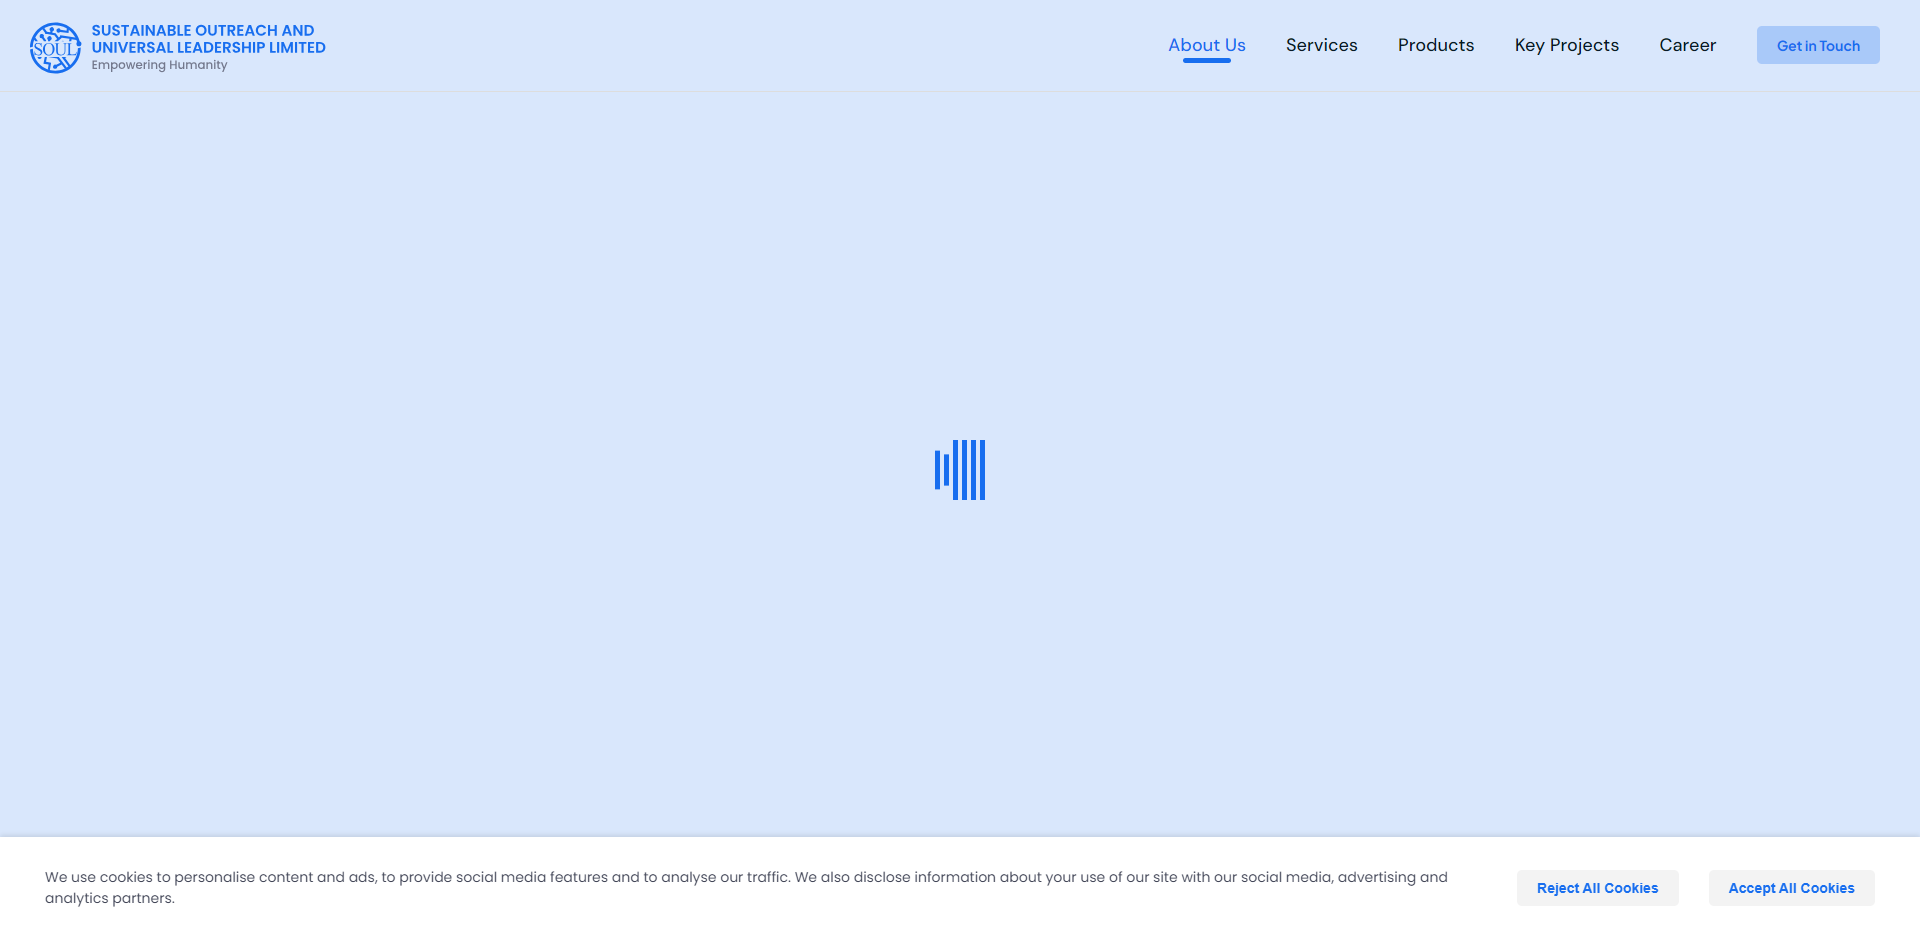 SOUL
SUSTAINABLE OUTREACH AND
UNIVERSAL LEADERSHIP LIMITED
Empowering Humanity
About Us
Services
Products
Key Projects
Career
Get in Touch
We use cookies to personalise content and ads, to provide social media features and to analyse our traffic. We also disclose information about your use of our site with our social media, advertising and
analytics partners.
Reject All Cookies
Accept All Cookies